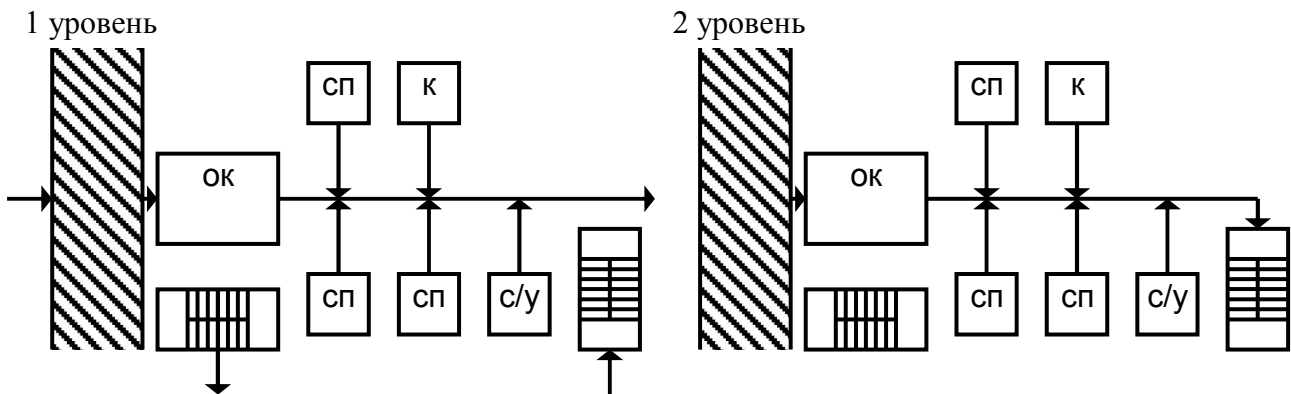 1 уровень
2 уровень
сп к
сп к
ок
ок
сп сп с/у
сп сп с/у